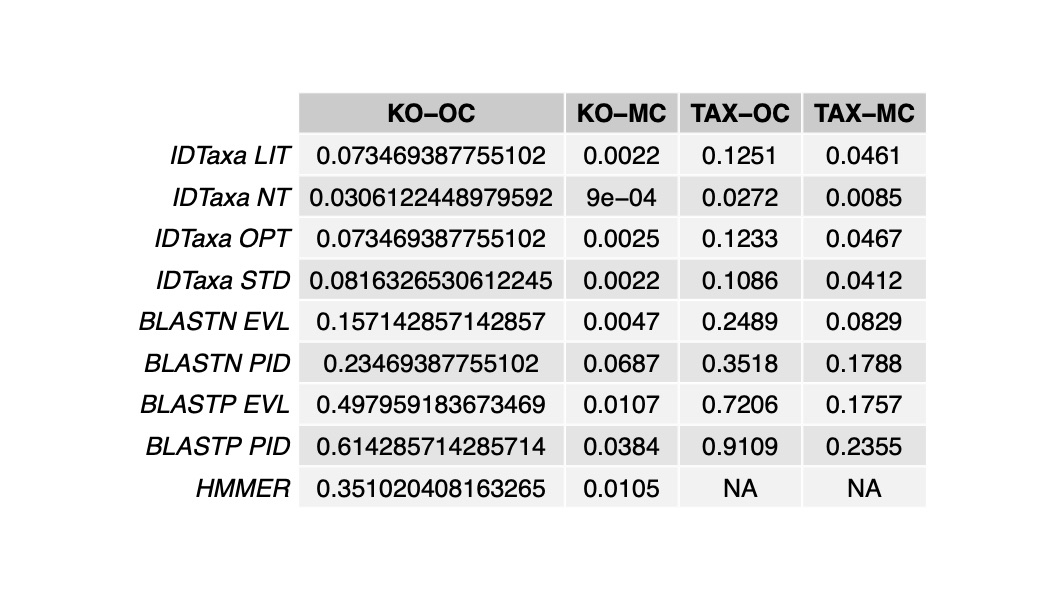 KO–OC KO–MC TAX–OC TAX–MC
IDTaxa LIT 0.073469387755102 0.0022 0.1251 0.0461
IDTaxa NT 0.0306122448979592 9e–04 0.0272 0.0085
IDTaxa OPT 0.073469387755102 0.0025 0.1233 0.0467
IDTaxa STD 0.0816326530612245 0.0022 0.1086 0.0412
BLASTN EVL 0.157142857142857 0.0047 0.2489 0.0829
BLASTN PID 0.23469387755102 0.0687 0.3518 0.1788
BLASTP EVL 0.497959183673469 0.0107 0.7206 0.1757
BLASTP PID 0.614285714285714 0.0384 0.9109 0.2355
HMMER 0.351020408163265 0.0105 NA NA